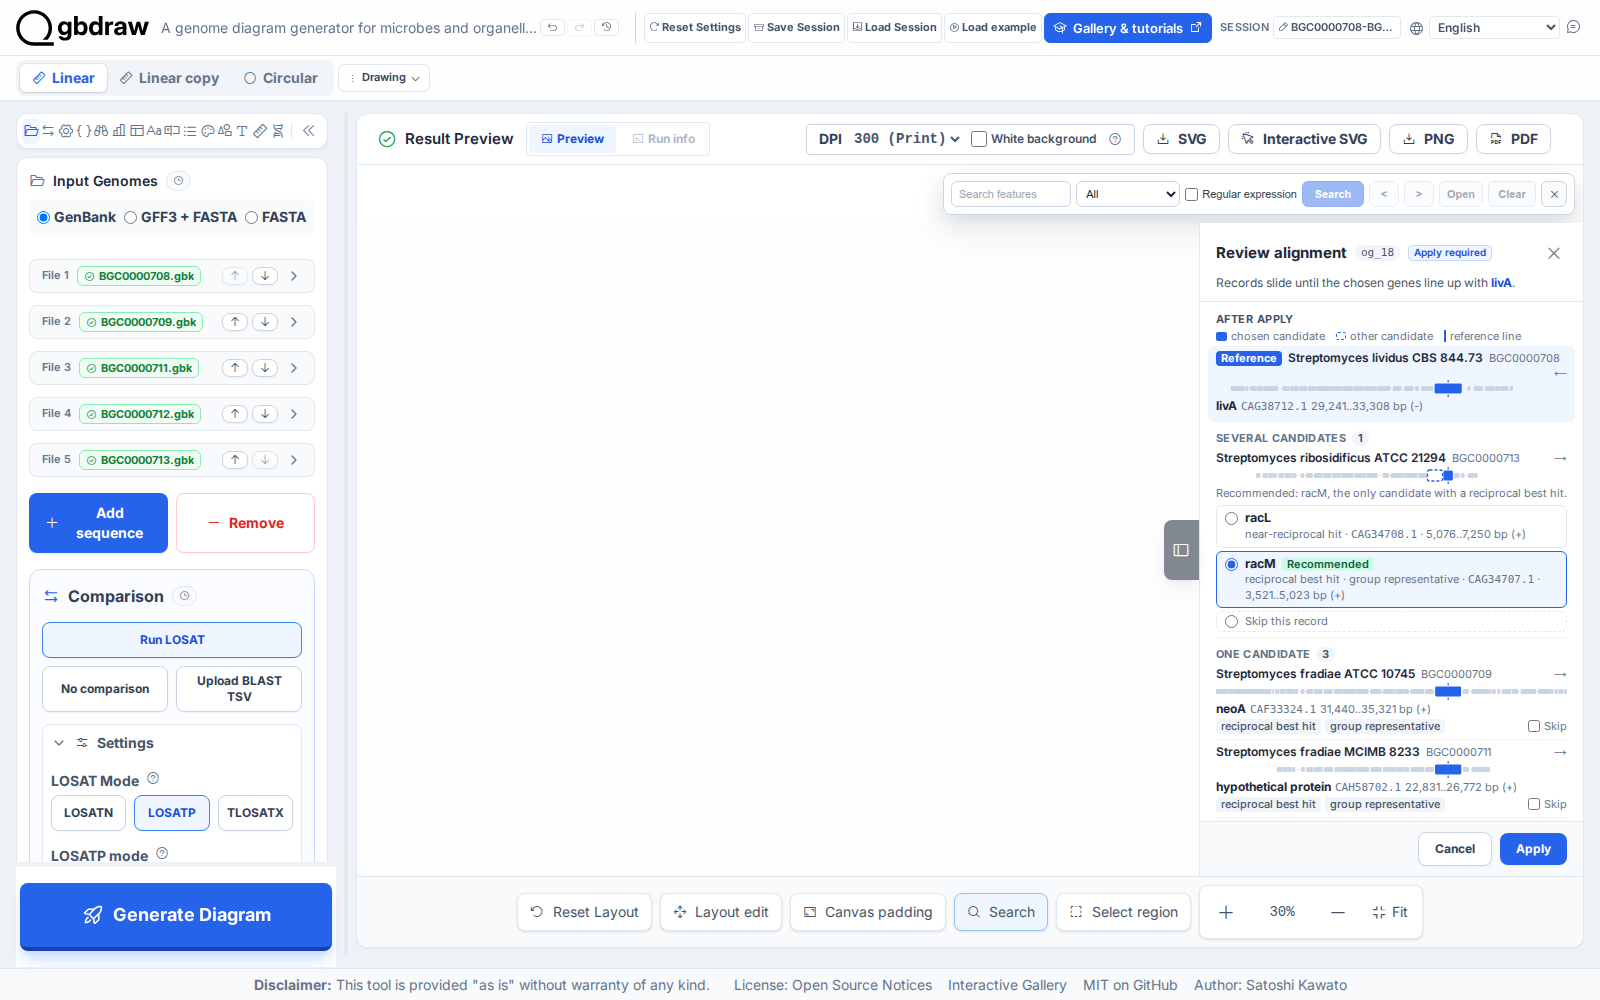 gbdraw A genome diagram generator for microbes and organell... Reset Settings Save Session Load Session Load example Gallery & tutorials SESSION BGC0000708-BG... English
Linear Linear copy Circular Drawing
Input Genomes
GenBank GFF3 + FASTA FASTA
File 1 BGC0000708.gbk
File 2 BGC0000709.gbk
File 3 BGC0000711.gbk
File 4 BGC0000712.gbk
File 5 BGC0000713.gbk
Add
sequence
Remove
Comparison
Run LOSAT
No comparison
Upload BLAST
TSV
Settings
LOSAT Mode
LOSATN LOSATP TLOSATX
LOSATP mode
Generate Diagram
Result Preview Preview Run info DPI 300 (Print) White background SVG Interactive SVG PNG PDF
Search features All Regular expression Search < > Open Clear ×
Review alignment og_18 Apply required
Records slide until the chosen genes line up with livA.
AFTER APPLY
chosen candidate other candidate reference line
Reference Streptomyces lividus CBS 844.73 BGC0000708
←
livA CAG38712.1 29,241..33,308 bp (-)
SEVERAL CANDIDATES 1
Streptomyces ribosidificus ATCC 21294 BGC0000713 →
Recommended: racM, the only candidate with a reciprocal best hit.
racL
near-reciprocal hit · CAG34708.1 · 5,076..7,250 bp (+)
racM Recommended
reciprocal best hit · group representative · CAG34707.1 ·
3,521..5,023 bp (+)
Skip this record
ONE CANDIDATE 3
Streptomyces fradiae ATCC 10745 BGC0000709 →
neoA CAF33324.1 31,440..35,321 bp (+)
reciprocal best hit group representative Skip
Streptomyces fradiae MCIMB 8233 BGC0000711 →
hypothetical protein CAH58702.1 22,831..26,772 bp (+)
reciprocal best hit group representative Skip
Cancel Apply
Reset Layout Layout edit Canvas padding Search Select region + 30% − Fit
Disclaimer: This tool is provided "as is" without warranty of any kind. License: Open Source Notices Interactive Gallery MIT on GitHub Author: Satoshi Kawato